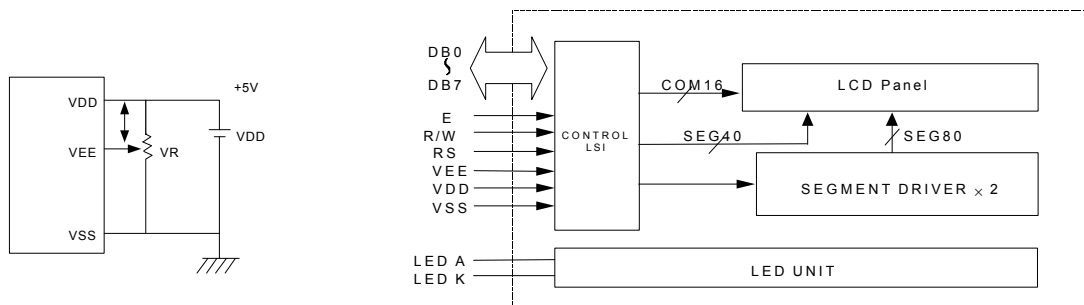 +5V
VDD
VDD
VEE
VR
VSS
DB0
DB7
E
R/W
RS
VEE
VDD
VSS
LED A
LED K
CONTROL
LSI
COM16
SEG40
LCD Panel
SEG80
SEGMENT DRIVER × 2
LED UNIT